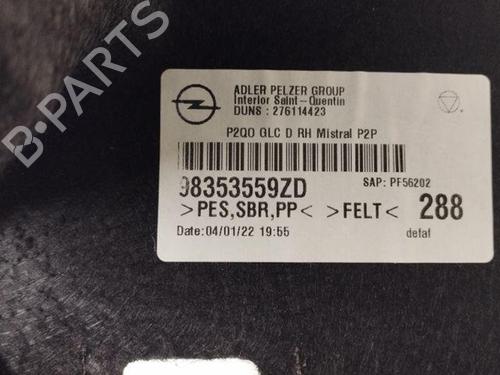 B-PARTS
ADLER PELZER GROUP
Interior Saint-Quentin
DUNS : 276114423
P2QO GLC D RH Mistral P2P
98353559ZD
SAP: PF56202
>PES,SBR,PP< >FELT< 288
Date:04/01/22 19:55
defaf